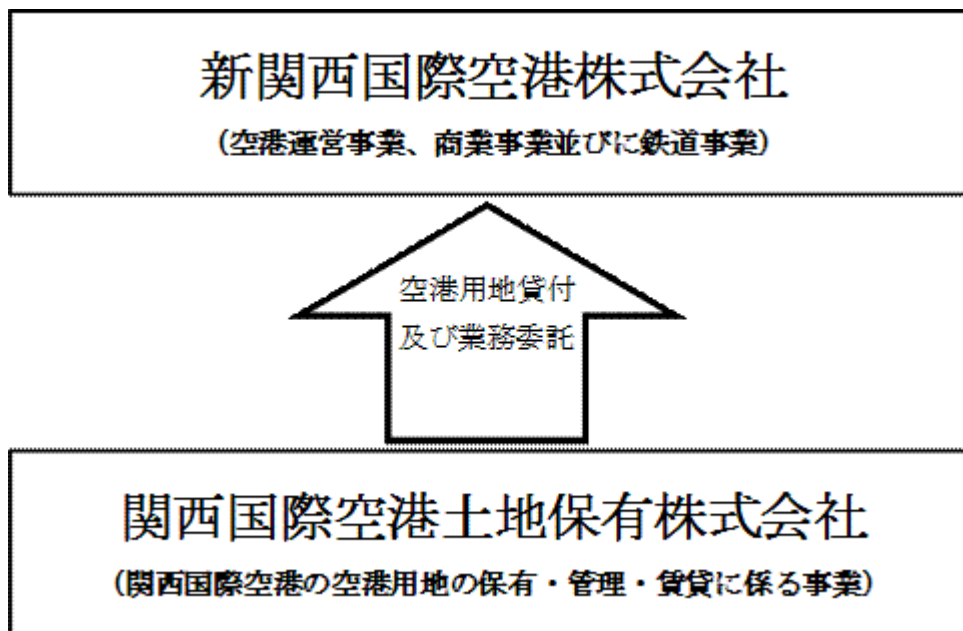 新関西国際空港株式会社
(空港運営事業、商業事業並びに鉄道事業)
空港用地貸付
及び業務委託
関西国際空港土地保有株式会社
(関西国際空港の空港用地の保有・管理・賃貸に係る事業)